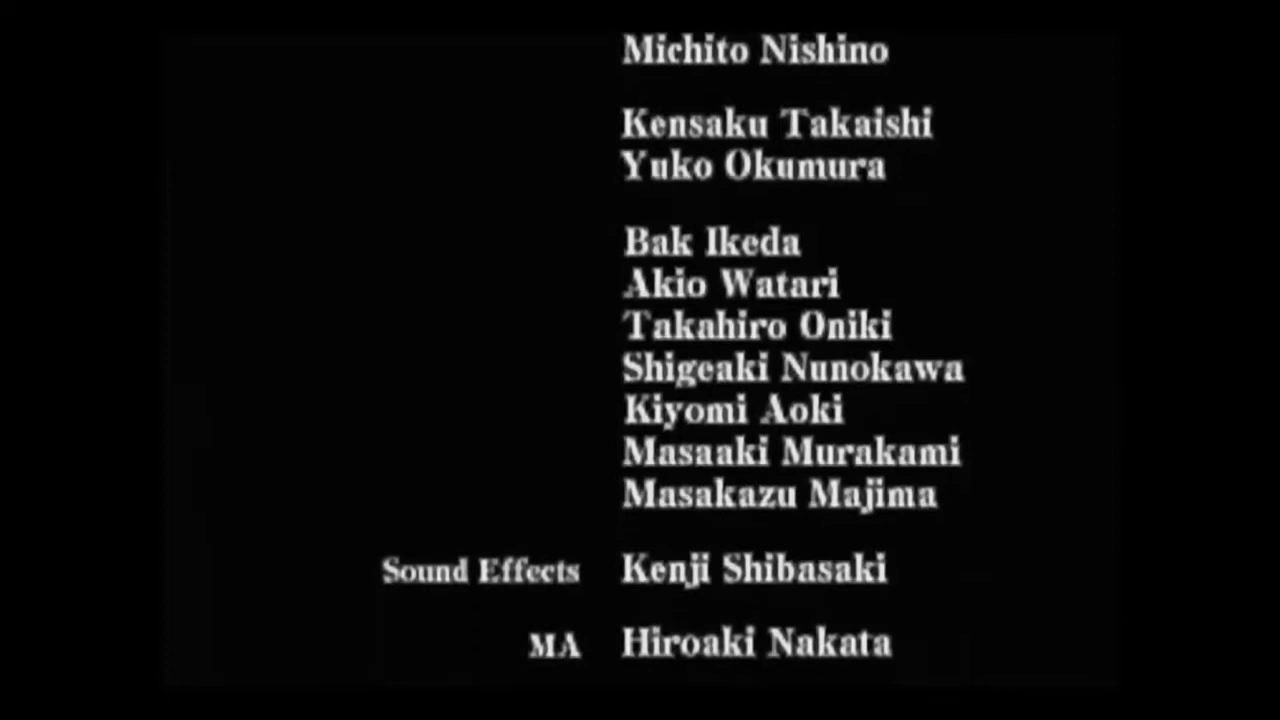 Michito Nishino
Kensaku Takaishi
Yuko Okumura
Bak Ikeda
Akio Watari
Takahiro Oniki
Shigeaki Nunokawa
Kiyomi Aoki
Masaaki Murakami
Masakazu Majima
Sound Effects Kenji Shibasaki
MA Hiroaki Nakata